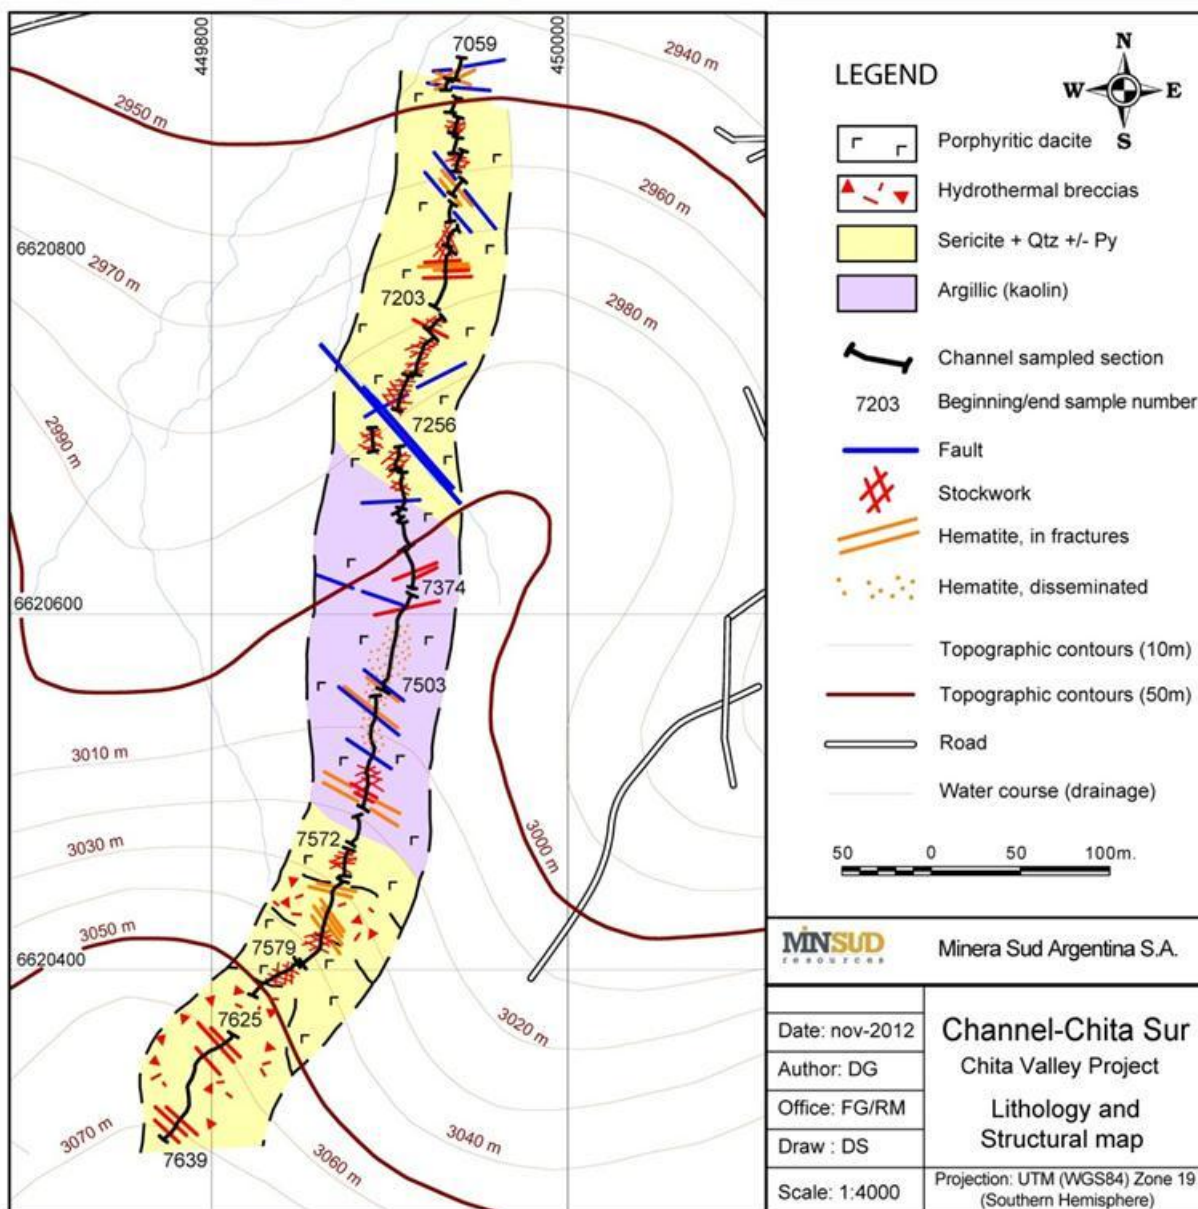 449800
450000
7059
2940 m
2950 m
2960 m
6620800
2970 m
7203
2980 m
2990 m
7256
7374
6620600
7503
3010 m
3000 m
7572
3030 m
3050 m
7579
6620400
7625
3020 m
3070 m
7639
3060 m
3040 m
LEGEND
N
W
E
S
Porphyritic dacite
Hydrothermal breccias
Sericite + Qtz +/- Py
Argillic (kaolin)
Channel sampled section
7203
Beginning/end sample number
Fault
Stockwork
Hematite, in fractures
Hematite, disseminated
Topographic contours (10m)
Topographic contours (50m)
Road
Water course (drainage)
50 0 50 100m.
MINSUD
resources
Minera Sud Argentina S.A.
Date: nov-2012
Author: DG
Office: FG/RM
Draw : DS
Scale: 1:4000
Channel-Chita Sur
Chita Valley Project
Lithology and
Structural map
Projection: UTM (WGS84) Zone 19
(Southern Hemisphere)